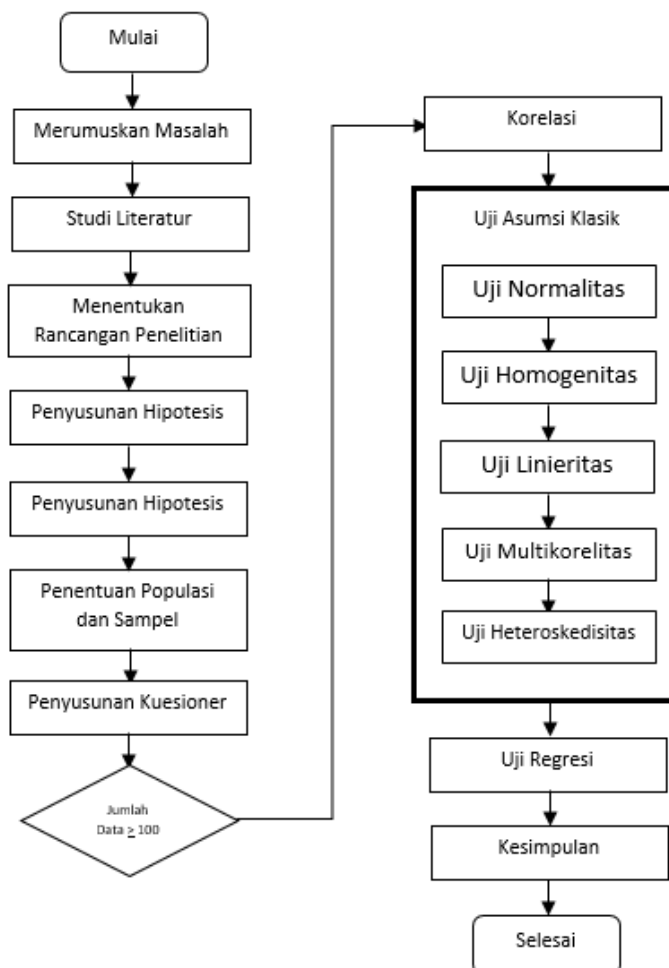 Mulai
Merumuskan Masalah
Studi Literatur
Menentukan
Rancangan Penelitian
Penyusunan Hipotesis
Penyusunan Hipotesis
Penentuan Populasi
dan Sampel
Penyusunan Kuesioner
Jumlah
Data ≥ 100
Korelasi
Uji Asumsi Klasik
Uji Normalitas
Uji Homogenitas
Uji Linieritas
Uji Multikorelitas
Uji Heteroskedisitas
Uji Regresi
Kesimpulan
Selesai